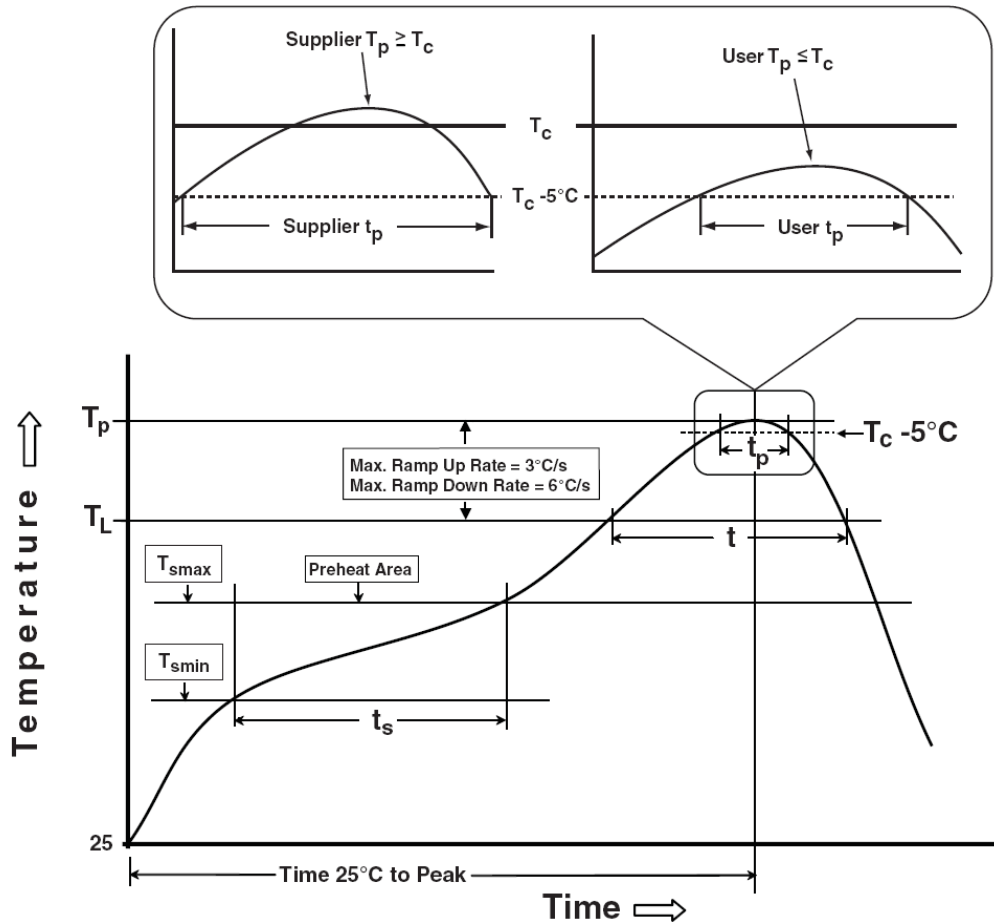 Supplier Tp ≥ Tc
User Tp ≤ Tc
Tc
Tc -5°C
Supplier tp
User tp
Tp
Tc -5°C
tp
Max. Ramp Up Rate = 3°C/s
Max. Ramp Down Rate = 6°C/s
TL
t
Tsmax
Preheat Area
Tsmin
ts
Temperature
25
Time 25°C to Peak
Time